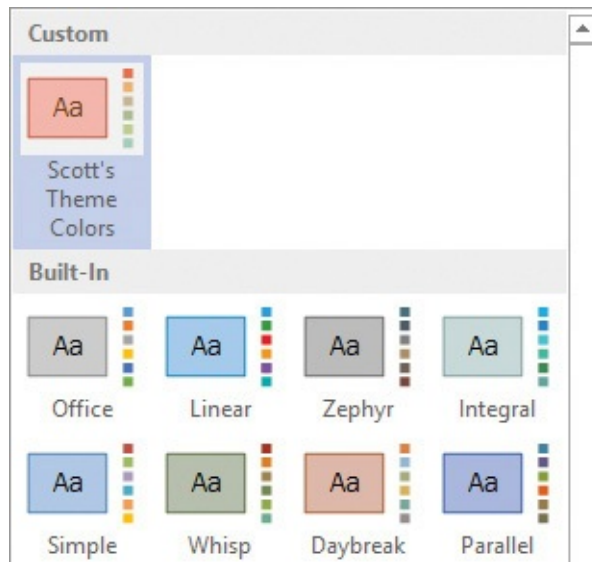 Custom
Aa
Scott's
Theme
Colors
Built-In
Aa Aa Aa Aa
Office Linear Zephyr Integral
Aa Aa Aa Aa
Simple Whisp Daybreak Parallel